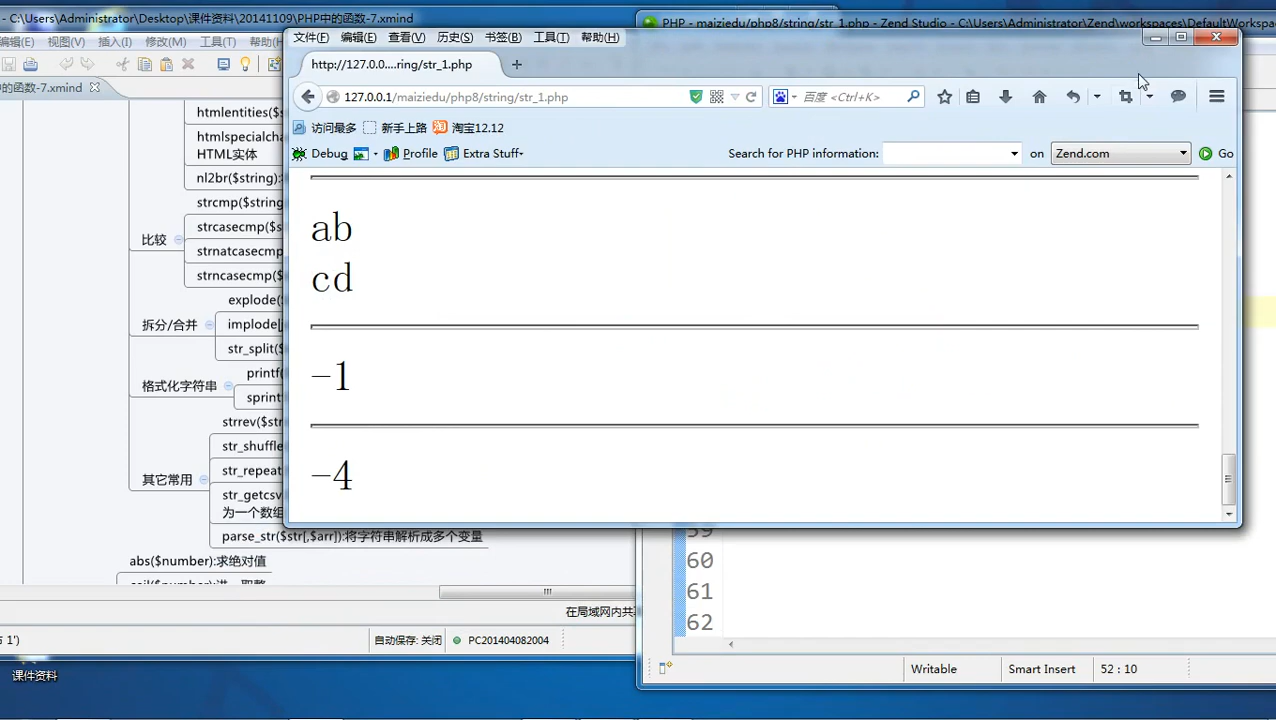 - C:\Users\Administrator\Desktop\课件资料\20141109\PHP中的函数-7.xmind
PHP - maiziedu/php8/string/str_1.php - Zend Studio - C:\Users\Administrator\Zend\workspaces\DefaultWorkspa
编辑(E) 视图(V) 插入(I) 修改(M) 工具(T) 帮助(H
中的函数-7.xmind
文件(F) 编辑(E) 查看(V) 历史(S) 书签(B) 工具(T) 帮助(H)
http://127.0.0....ring/str_1.php
127.0.0.1/maiziedu/php8/string/str_1.php
百度 <Ctrl+K>
访问最多 新手上路 淘宝12.12
Debug Profile Extra Stuff
Search for PHP information: on Zend.com Go
ab
cd
-1
-4
htmlentities($s
htmlspecialcha
HTML实体
nl2br($string):
strcmp($string
比较
strcasecmp($
strnatcasecmp
strncasecmp($
explode($
拆分/合并
implode[
str_split($
printf(
格式化字符串
sprint
strrev($str
str_shuffle
其它常用
str_repeat
str_getcsv
为一个数组
parse_str($str[,$arr]):将字符串解析成多个变量
abs($number):求绝对值
在局域网内共
节 1')
自动保存: 关闭
PC201404082004
课件资料
59
60
61
62
Writable
Smart Insert
52 : 10